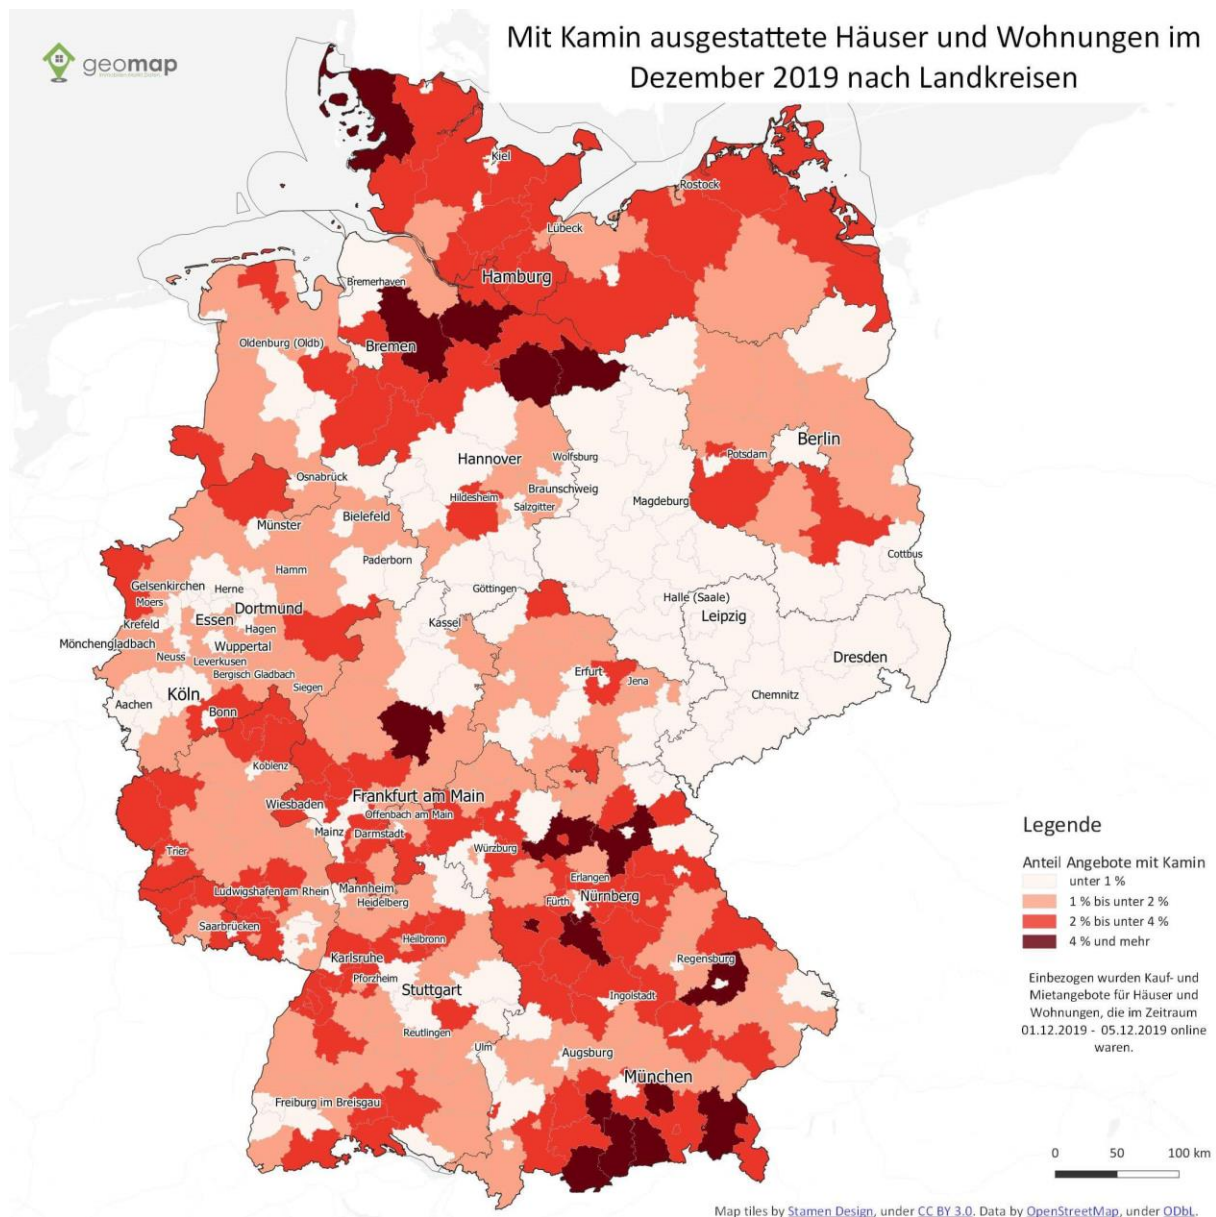 geomap
Mit Kamin ausgestattete Häuser und Wohnungen im
Dezember 2019 nach Landkreisen
Kiel
Rostock
Lübeck
Hamburg
Bremerhaven
Oldenburg (Oldb)
Bremen
Berlin
Potsdam
Hannover
Wolfsburg
Osnabrück
Braunschweig
Hildesheim
Salzgitter
Magdeburg
Bielefeld
Münster
Cottbus
Paderborn
Hamm
Gelsenkirchen
Herne
Göttingen
Halle (Saale)
Moers
Dortmund
Essen
Leipzig
Krefeld
Hagen
Kassel
Mönchengladbach
Wuppertal
Neuss
Leverkusen
Dresden
Bergisch Gladbach
Erfurt
Jena
Siegen
Köln
Chemnitz
Aachen
Bonn
Koblenz
Wiesbaden
Frankfurt am Main
Offenbach am Main
Mainz
Darmstadt
Trier
Würzburg
Erlangen
Ludwigshafen am Rhein
Mannheim
Nürnberg
Heidelberg
Fürth
Saarbrücken
Heilbronn
Karlsruhe
Regensburg
Pforzheim
Stuttgart
Ingolstadt
Reutlingen
Ulm
Augsburg
München
Freiburg im Breisgau
Legende
Anteil Angebote mit Kamin
unter 1 %
1 % bis unter 2 %
2 % bis unter 4 %
4 % und mehr
Einbezogen wurden Kauf- und
Mietangebote für Häuser und
Wohnungen, die im Zeitraum
01.12.2019 - 05.12.2019 online
waren.
0 50 100 km
Map tiles by Stamen Design, under CC BY 3.0. Data by OpenStreetMap, under ODbL.